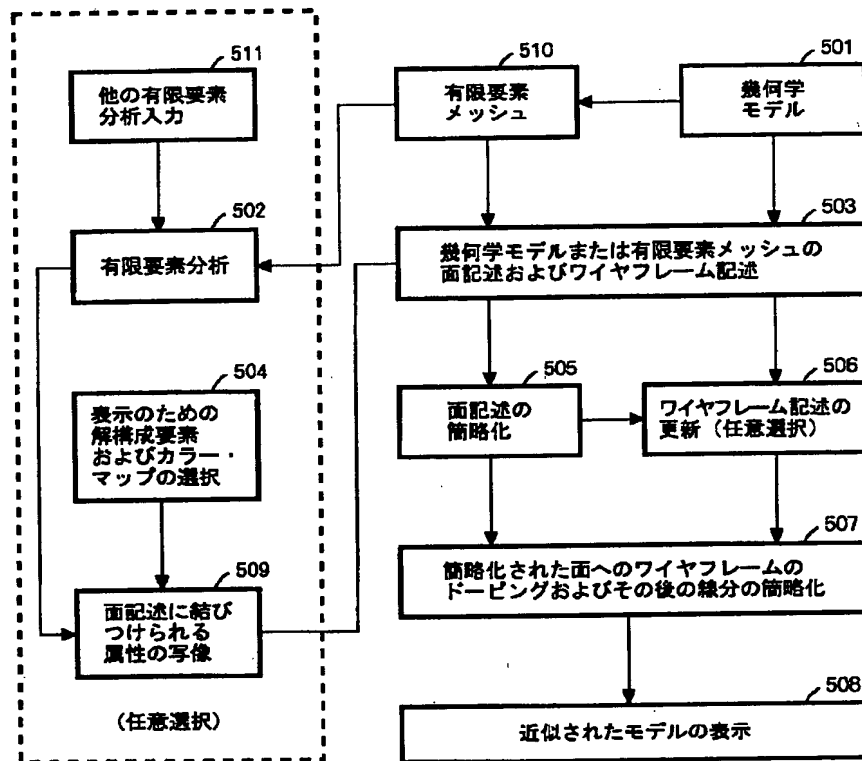 511
他の有限要素
分析入力
510
有限要素
メッシュ
501
幾何学
モデル
502
有限要素分析
503
幾何学モデルまたは有限要素メッシュの
面記述およびワイヤフレーム記述
504
表示のための
解構成要素
およびカラー・
マップの選択
505
面記述の
簡略化
506
ワイヤフレーム記述の
更新（任意選択）
507
簡略化された面へのワイヤフレームの
ドーピングおよびその後の線分の簡略化
509
面記述に結び
つけられる
属性の写像
（任意選択）
508
近似されたモデルの表示